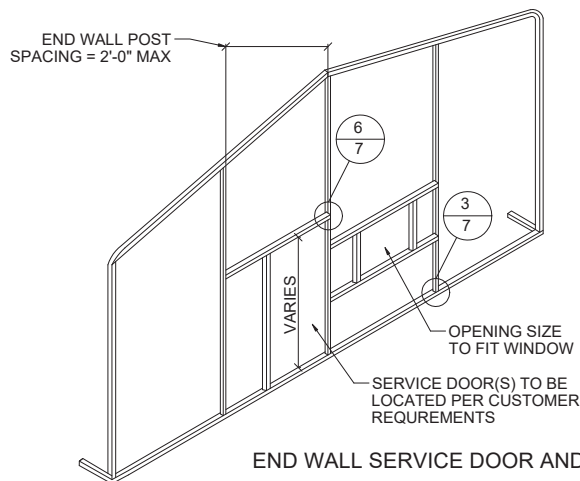 END WALL POST
SPACING = 2'-0" MAX
6
7
3
7
VARIES
OPENING SIZE
TO FIT WINDOW
SERVICE DOOR(S) TO BE
LOCATED PER CUSTOMER
REQUREMENTS
END WALL SERVICE DOOR AND